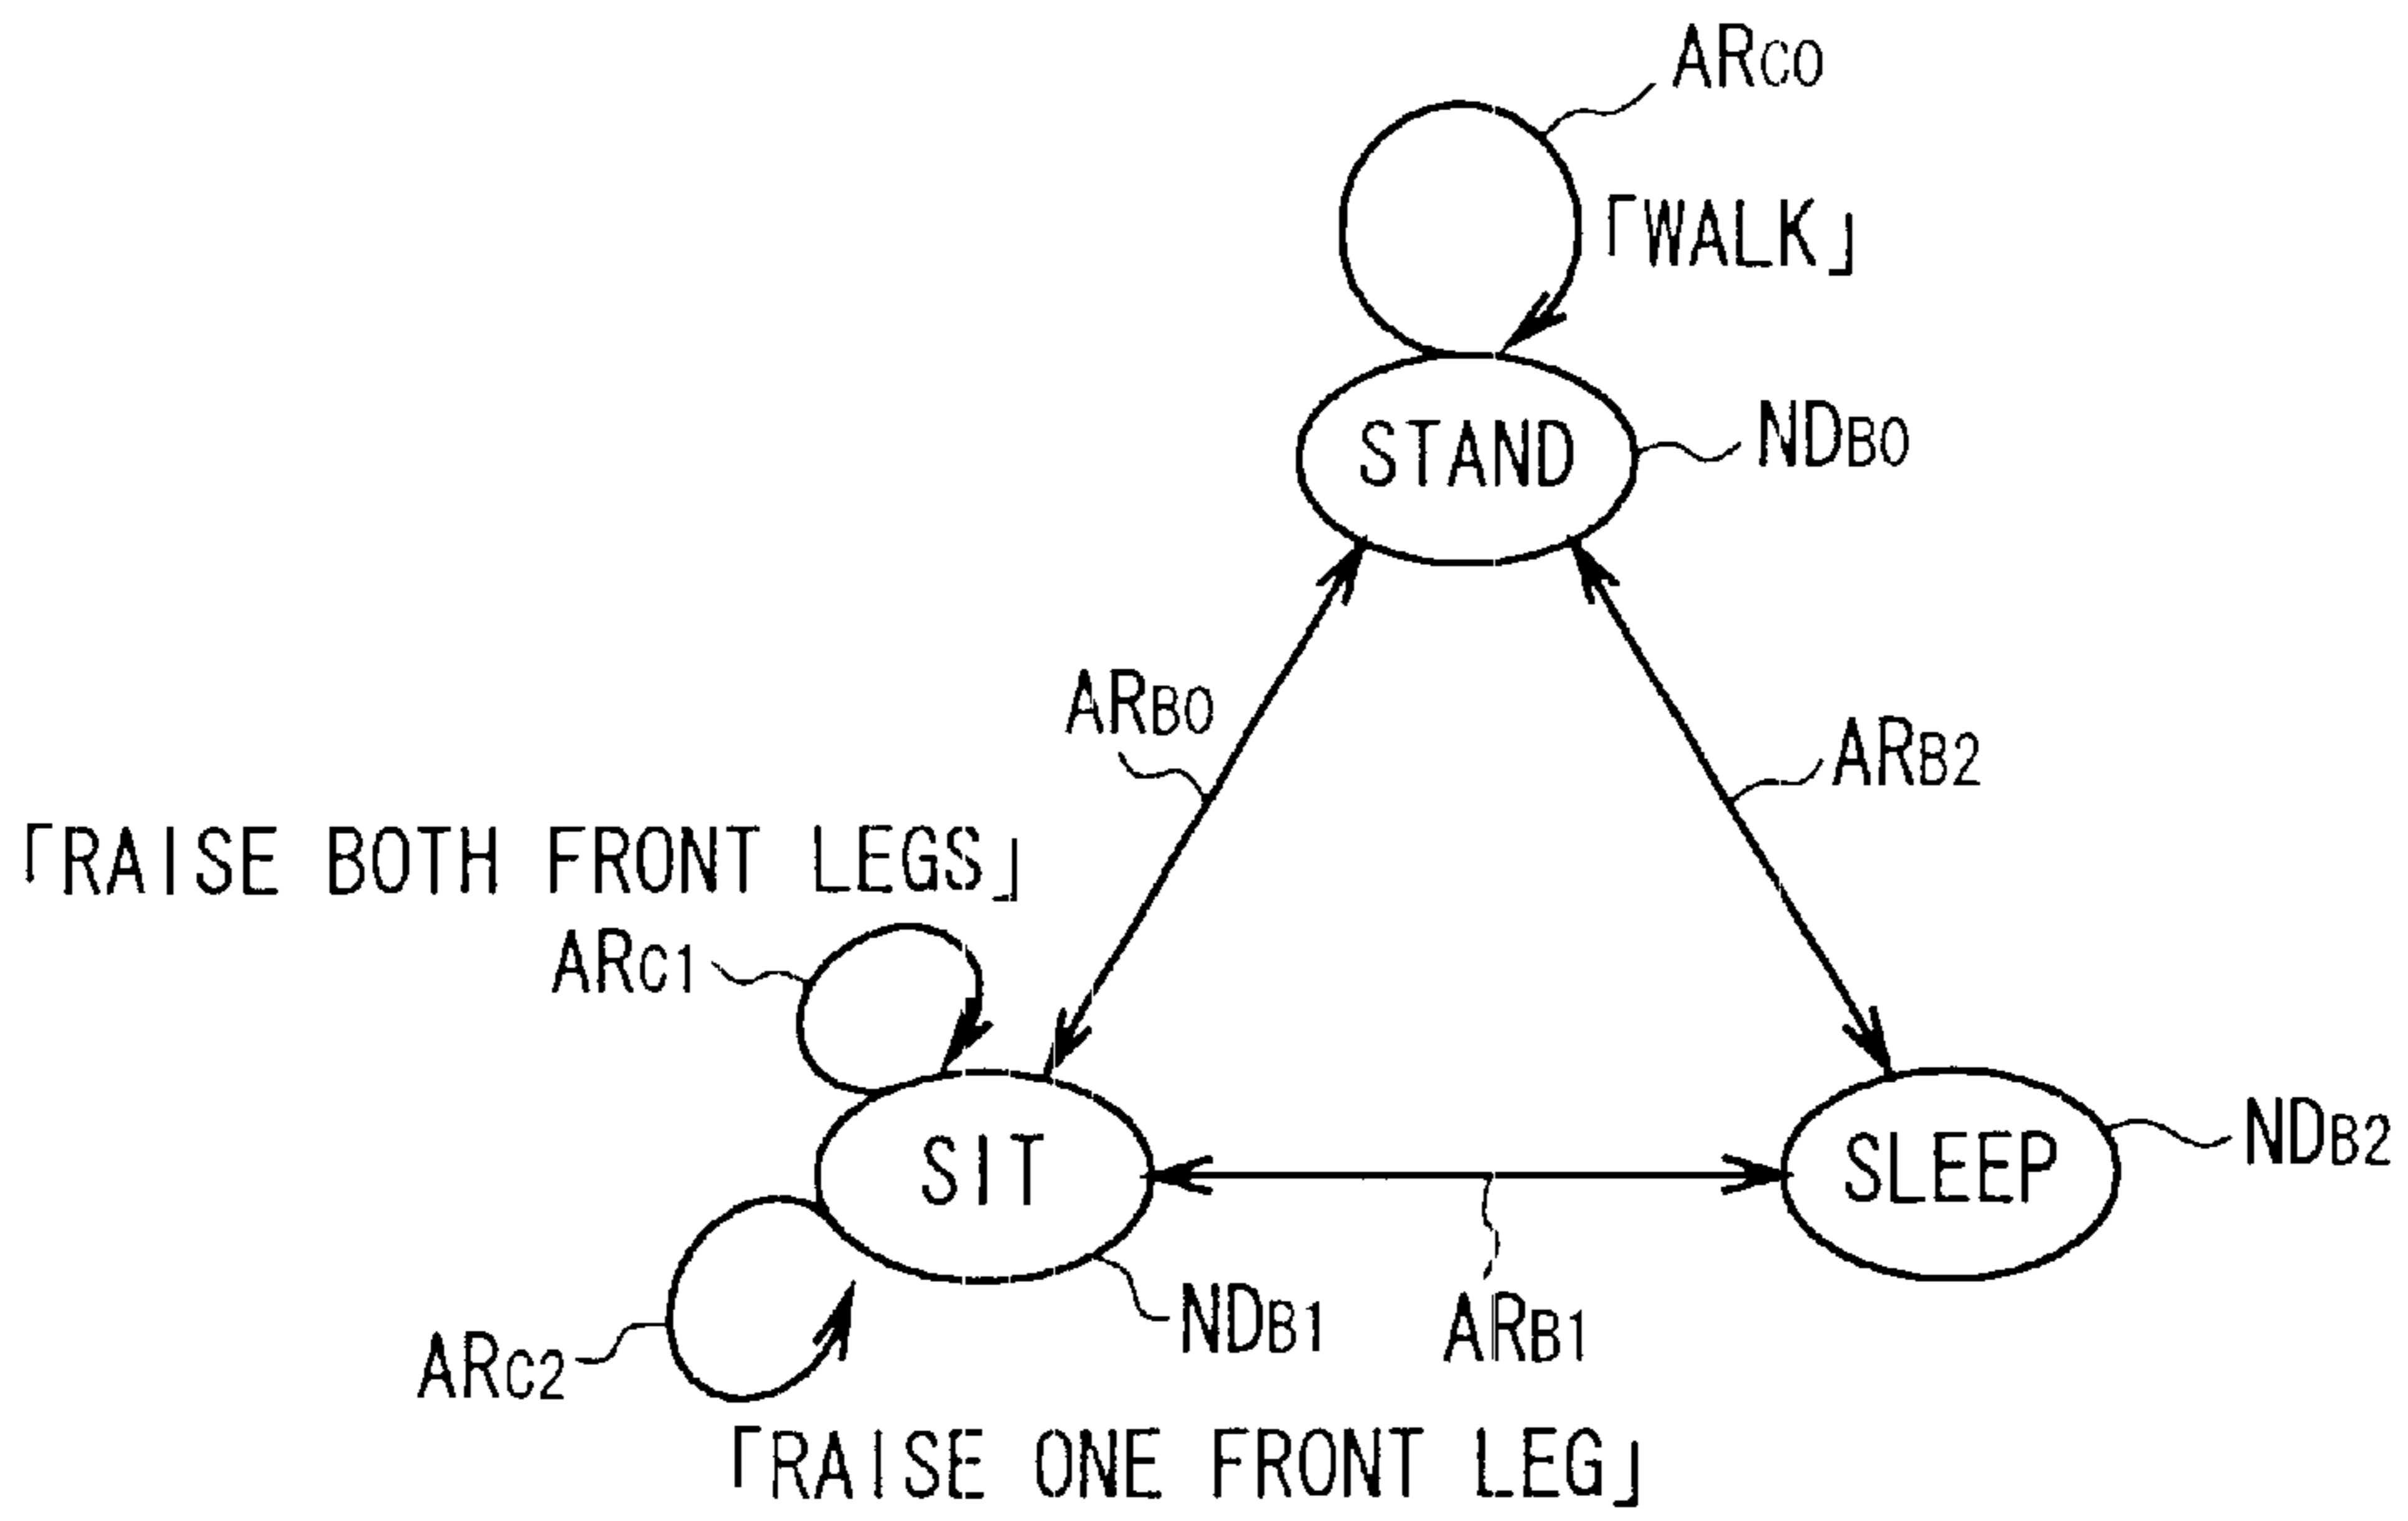 ARC0
「WALK」
STAND
NDB0
ARB0
ARB2
「RAISE BOTH FRONT LEGS」
ARC1
SIT
SLEEP
NDB2
NDB1
ARB1
ARC2
「RAISE ONE FRONT LEG」